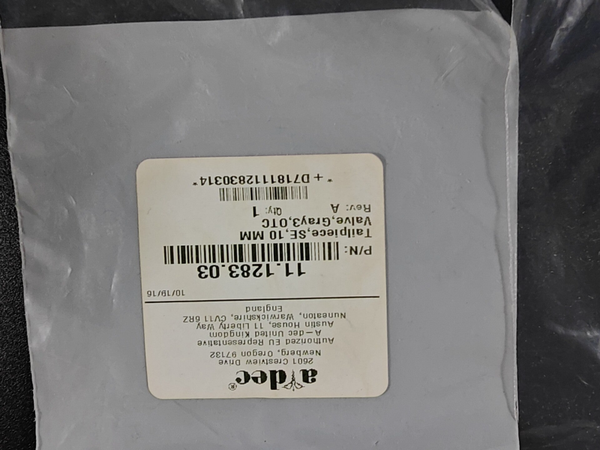 a dec®
2601 Crestview Drive
Newberg, Oregon 97132
Authorized EU Representative
A-dec United Kingdom
Austin House, 11 Liberty Way
Nuneaton, Warwickshire, CV11 6RZ
England
10/19/16
11.1283.03
P/N:
Tailpiece,SE,10 MM
Valve,Gray3,OTC
Rev: A Qty: 1
*+D7181112830314*